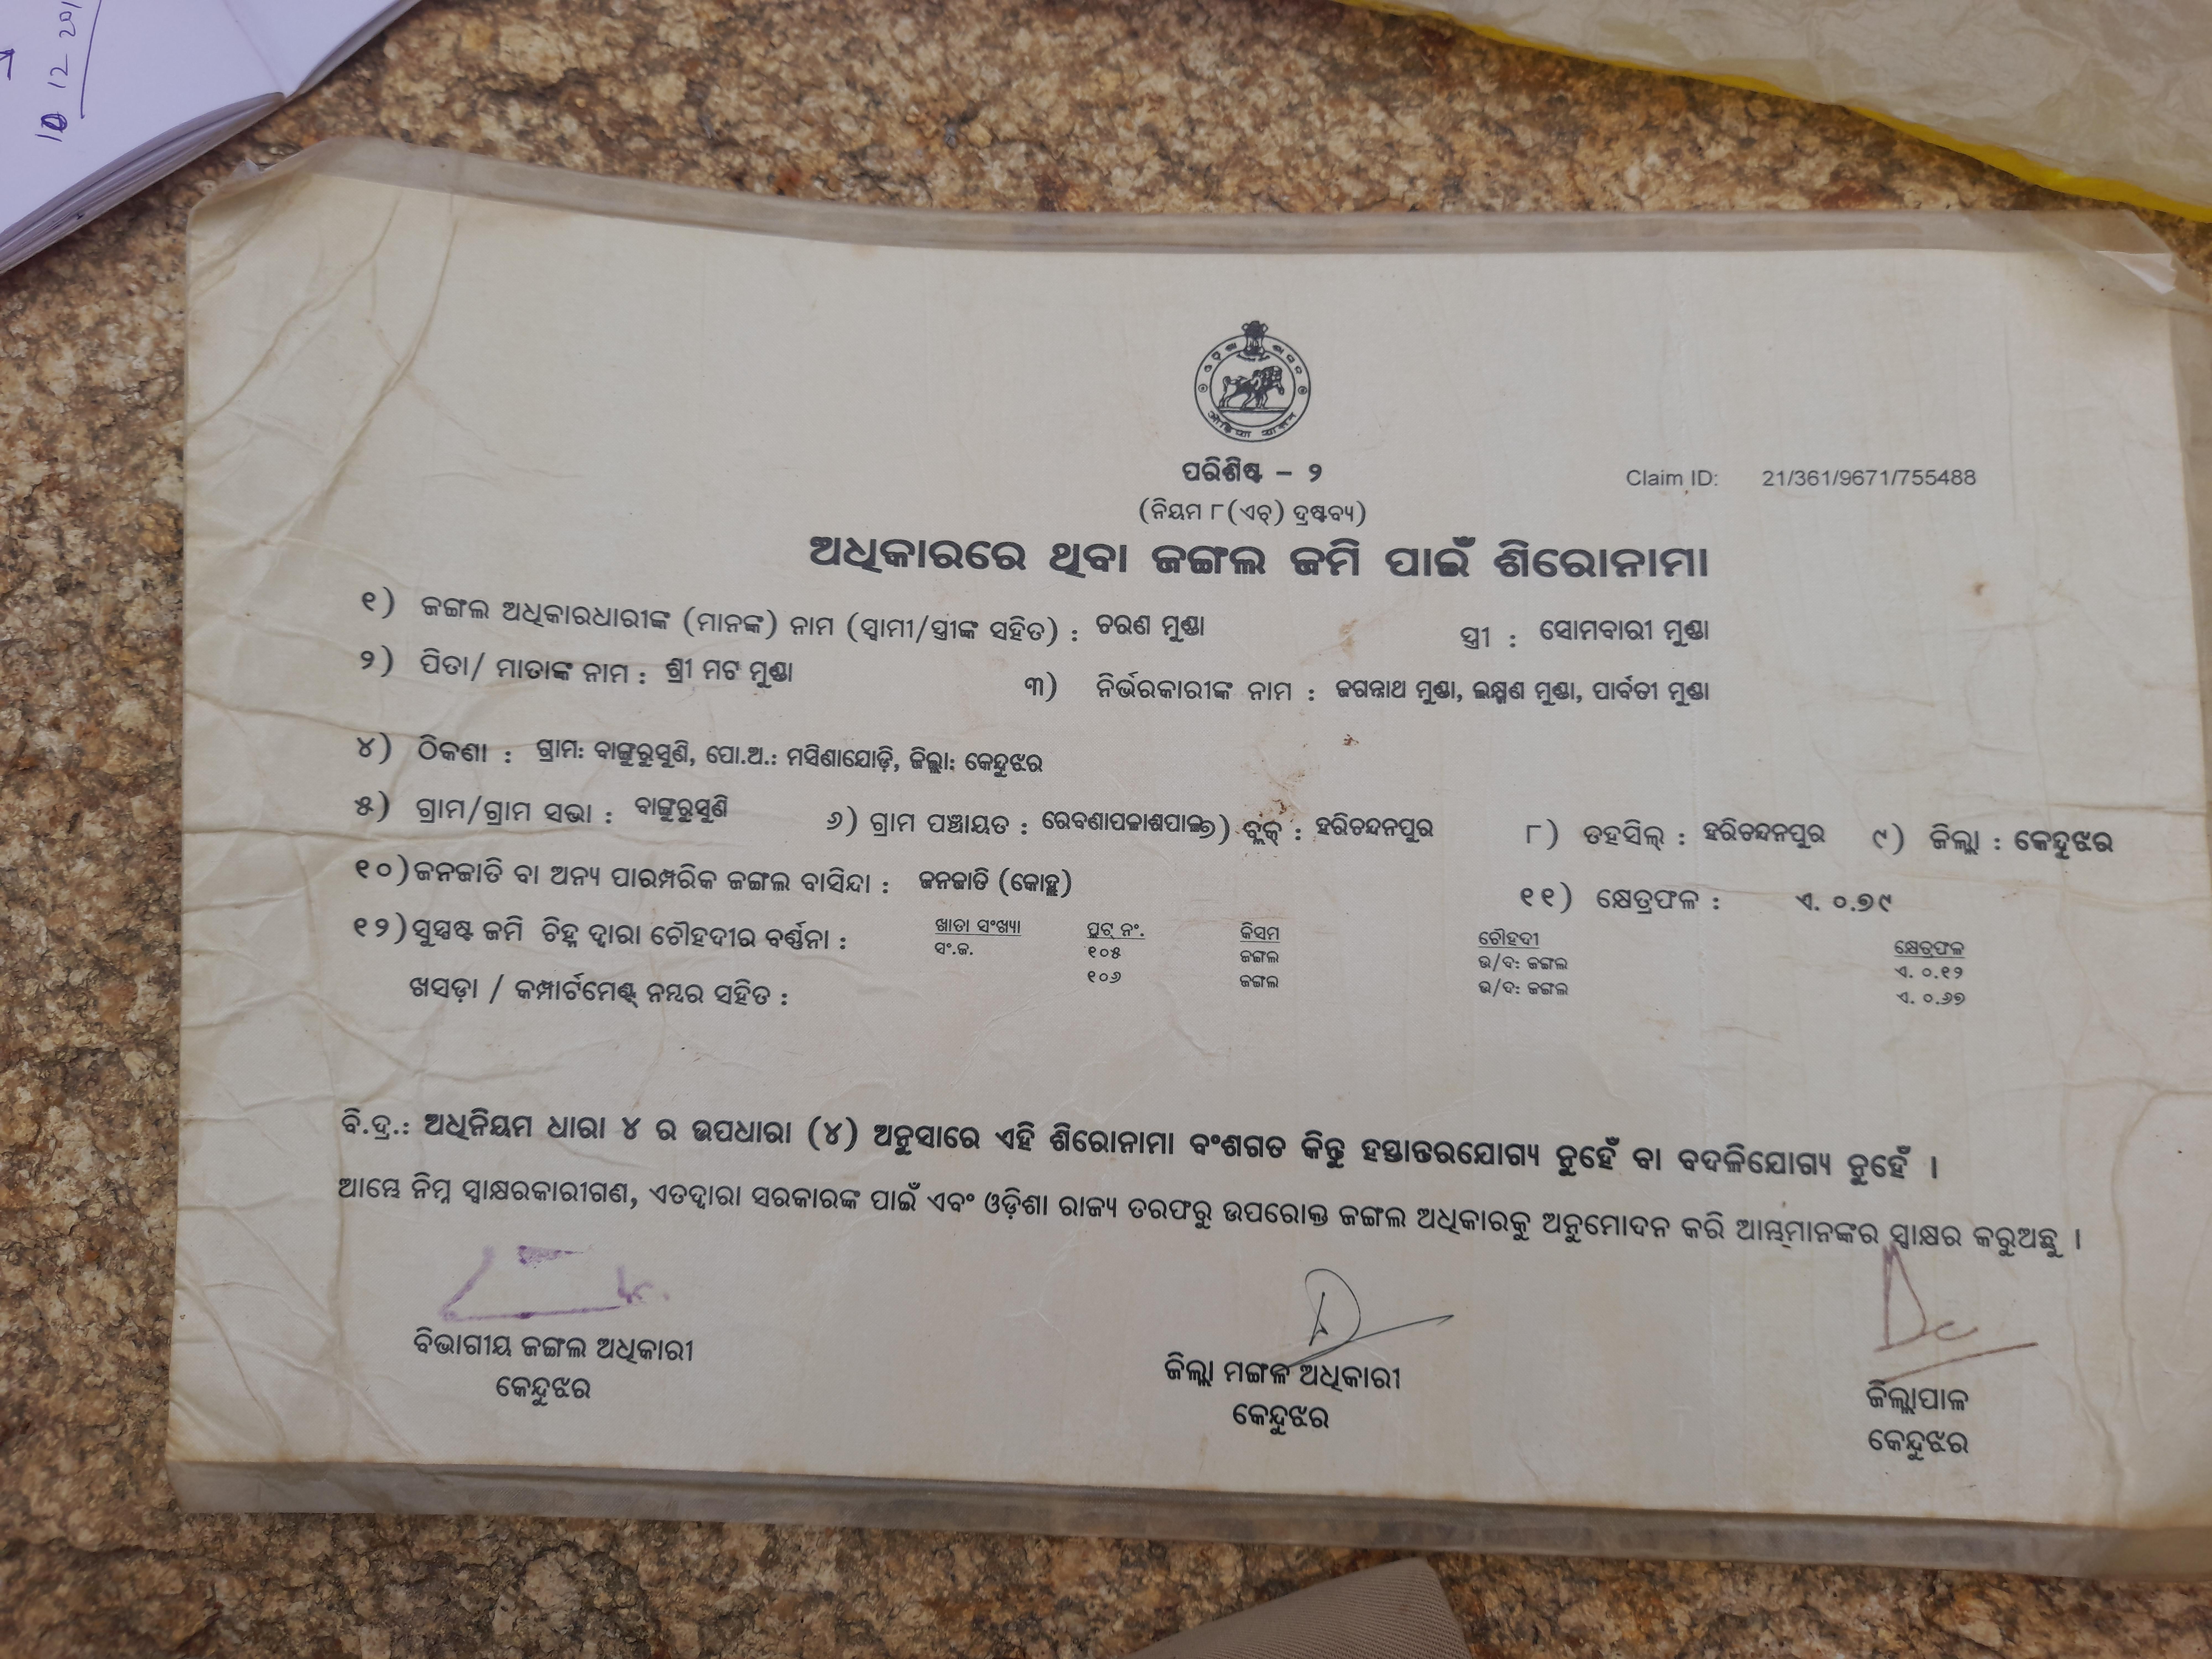 10 12 201
ଓଡ଼ିଶା ଶାସନ
ओड़िशा शासन
ପରିଶିଷ୍ଟ – ୨
Claim ID: 21/361/9671/755488
(ନିୟମ ୮(ଏଚ୍) ଦ୍ରଷ୍ଟବ୍ୟ)
ଅଧିକାରରେ ଥିବା ଜଙ୍ଗଲ ଜମି ପାଇଁ ଶିରୋନାମା
୧) ଜଙ୍ଗଲ ଅଧିକାରଧାରୀଙ୍କ (ମାନଙ୍କ) ନାମ (ସ୍ୱାମୀ/ସ୍ତ୍ରୀଙ୍କ ସହିତ) : ଚରଣ ମୁଣ୍ଡା ସ୍ତ୍ରୀ : ସୋମବାରୀ ମୁଣ୍ଡା
୨) ପିତା/ ମାତାଙ୍କ ନାମ : ଶ୍ରୀ ମଟ ମୁଣ୍ଡା ୩) ନିର୍ଭରକାରୀଙ୍କ ନାମ : ଜଗନ୍ନାଥ ମୁଣ୍ଡା, ଲକ୍ଷ୍ମଣ ମୁଣ୍ଡା, ପାର୍ବତୀ ମୁଣ୍ଡା
୪) ଠିକଣା : ଗ୍ରାମ: ବାଙ୍କୁରୁସୁଣି, ପୋ.ଅ.: ମସିଣାଯୋଡ଼ି, ଜିଲ୍ଲା: କେନ୍ଦୁଝର
୫) ଗ୍ରାମ/ଗ୍ରାମ ସଭା : ବାଙ୍କୁରୁସୁଣି ୬) ଗ୍ରାମ ପଞ୍ଚାୟତ : ରେବଣାପଳାଶପାଳ ୭) ବ୍ଲକ୍ : ହରିଚନ୍ଦନପୁର ୮) ତହସିଲ୍ : ହରିଚନ୍ଦନପୁର ୯) ଜିଲ୍ଲା : କେନ୍ଦୁଝର
୧୦) ଜନଜାତି ବା ଅନ୍ୟ ପାରମ୍ପରିକ ଜଙ୍ଗଲ ବାସିନ୍ଦା : ଜନଜାତି (କୋହ୍ଲ) ୧୧) କ୍ଷେତ୍ରଫଳ : ଏ. ୦.୭୯
୧୨) ସୁସ୍ପଷ୍ଟ ଜମି ଚିହ୍ନ ଦ୍ୱାରା ଚୌହଦୀର ବର୍ଣ୍ଣନା : ଖାତା ସଂଖ୍ୟା ପ୍ଲଟ୍ ନଂ. କିସମ ଚୌହଦୀ କ୍ଷେତ୍ରଫଳ
ସଂ.ଜ. ୧୦୫ ଜଙ୍ଗଲ ଉ/ଦ: ଜଙ୍ଗଲ ଏ. ୦.୧୨
ଖସଡ଼ା / କମ୍ପାର୍ଟମେଣ୍ଟ୍ ନମ୍ବର ସହିତ : ୧୦୬ ଜଙ୍ଗଲ ଉ/ଦ: ଜଙ୍ଗଲ ଏ. ୦.୬୭
ବି.ଦ୍ର.: ଅଧିନିୟମ ଧାରା ୪ ର ଉପଧାରା (୪) ଅନୁସାରେ ଏହି ଶିରୋନାମା ବଂଶଗତ କିନ୍ତୁ ହସ୍ତାନ୍ତରଯୋଗ୍ୟ ନୁହେଁ ବା ବଦଳିଯୋଗ୍ୟ ନୁହେଁ ।
ଆମ୍ଭେ ନିମ୍ନ ସ୍ୱାକ୍ଷରକାରୀଗଣ, ଏତଦ୍ଦ୍ୱାରା ସରକାରଙ୍କ ପାଇଁ ଏବଂ ଓଡ଼ିଶା ରାଜ୍ୟ ତରଫରୁ ଉପରୋକ୍ତ ଜଙ୍ଗଲ ଅଧିକାରକୁ ଅନୁମୋଦନ କରି ଆମ୍ଭମାନଙ୍କର ସ୍ୱାକ୍ଷର କରୁଅଛୁ ।
ବିଭାଗୀୟ ଜଙ୍ଗଲ ଅଧିକାରୀ ଜିଲ୍ଲା ମଙ୍ଗଳ ଅଧିକାରୀ ଜିଲ୍ଲାପାଳ
କେନ୍ଦୁଝର କେନ୍ଦୁଝର କେନ୍ଦୁଝର